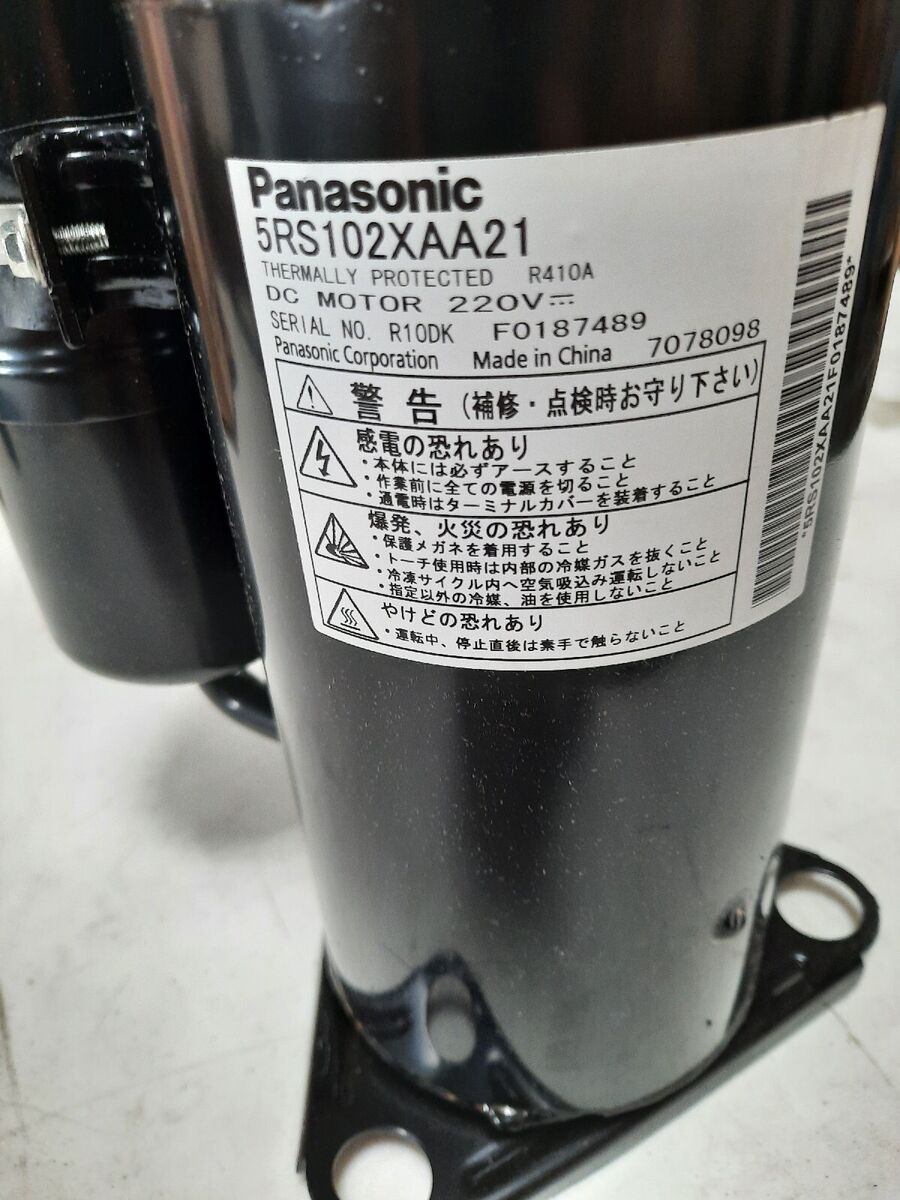 Panasonic
5RS102XAA21
THERMALLY PROTECTED R410A
DC MOTOR 220V⎓
SERIAL NO. R10DK F0187489
Panasonic Corporation Made in China 7078098
警告 (補修・点検時お守り下さい)
感電の恐れあり
・本体には必ずアースすること
・作業前に全ての電源を切ること
・通電時はターミナルカバーを装着すること
爆発、火災の恐れあり
・保護メガネを着用すること
・トーチ使用時は内部の冷媒ガスを抜くこと
・冷凍サイクル内へ空気吸込み運転しないこと
・指定以外の冷媒、油を使用しないこと
やけどの恐れあり
・運転中、停止直後は素手で触らないこと
*5RS102XAA21F0187489*